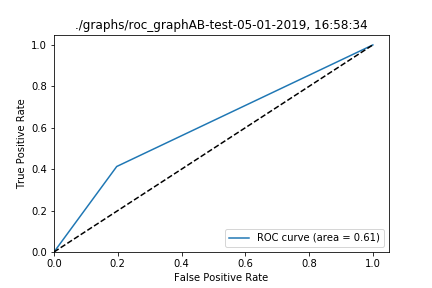 ./graphs/roc_graphAB-test-05-01-2019, 16:58:34
True Positive Rate
1.0
0.8
0.6
0.4
0.2
0.0
ROC curve (area = 0.61)
0.0 0.2 0.4 0.6 0.8 1.0
False Positive Rate